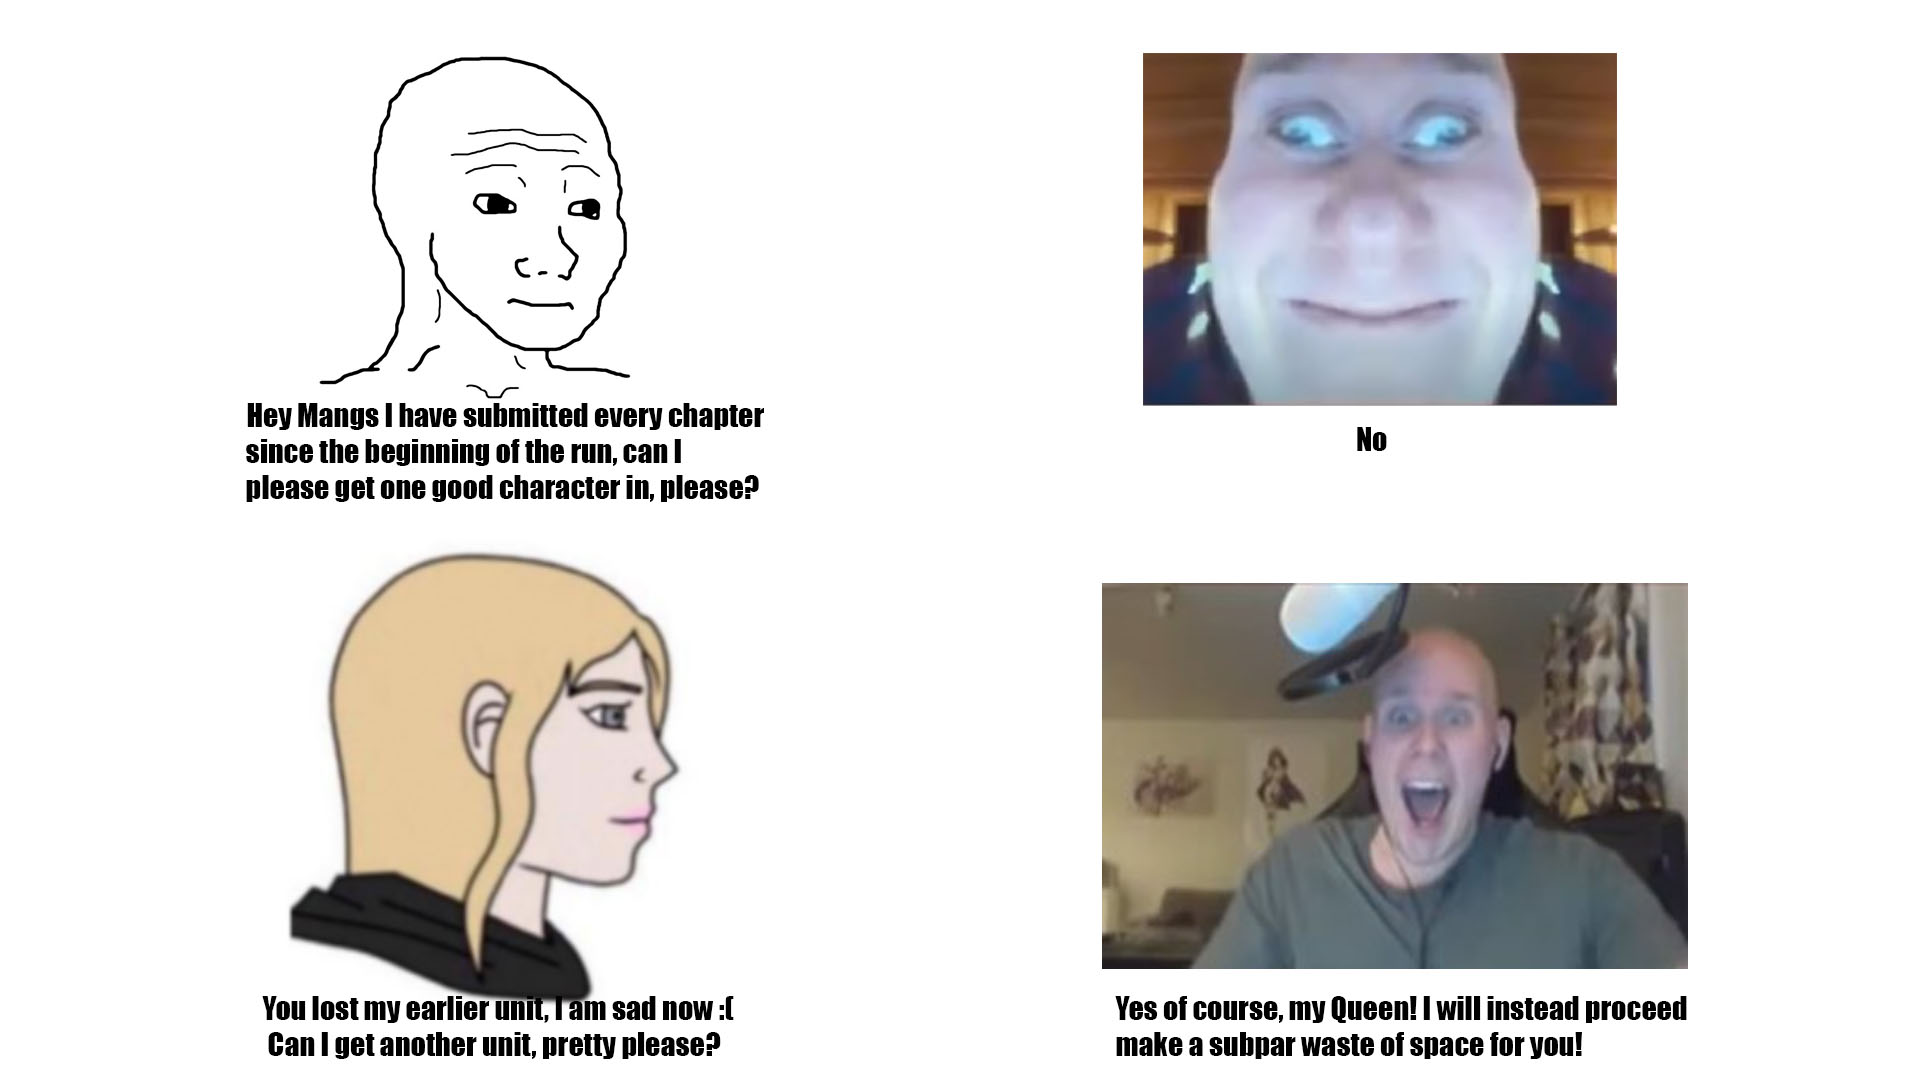 Hey Mangs I have submitted every chapter
since the beginning of the run, can I
please get one good character in, please?
No
You lost my earlier unit, I am sad now :(
Can I get another unit, pretty please?
Yes of course, my Queen! I will instead proceed
make a subpar waste of space for you!